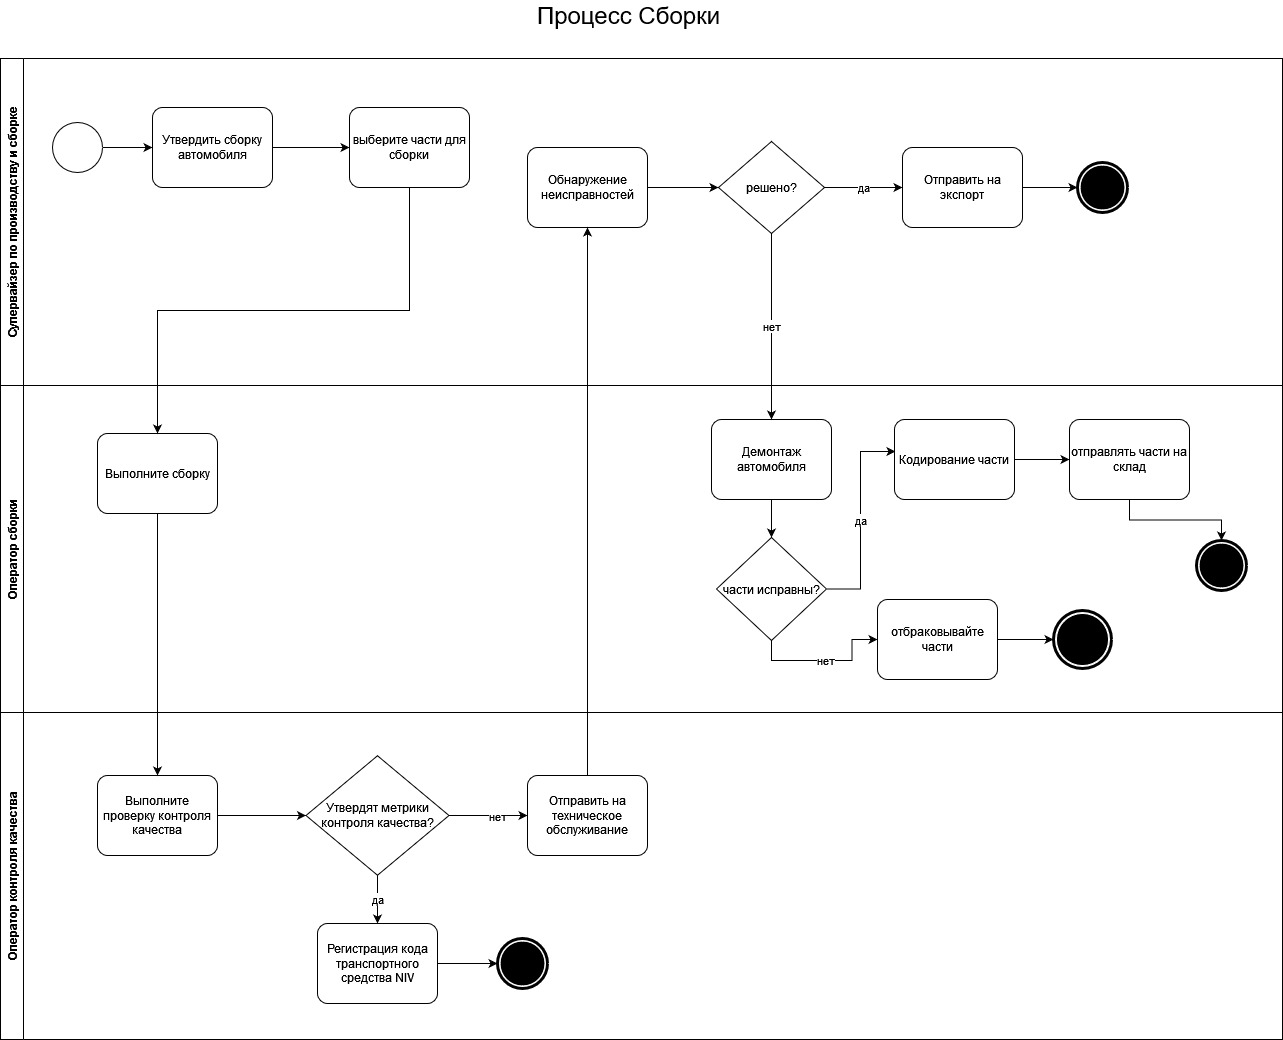 Процесс Сборки
Супервайзер по производству и сборке
Утвердить сборку
автомобиля
выберите части для
сборки
Обнаружение
неисправностей
решено?
да
Отправить на
экспорт
нет
Оператор сборки
Выполните сборку
Демонтаж
автомобиля
Кодирование части
отправлять части на
склад
да
части исправны?
нет
отбраковывайте
части
Оператор контроля качества
Выполните
проверку контроля
качества
Утвердят метрики
контроля качества?
нет
Отправить на
техническое
обслуживание
да
Регистрация кода
транспортного
средства NIV